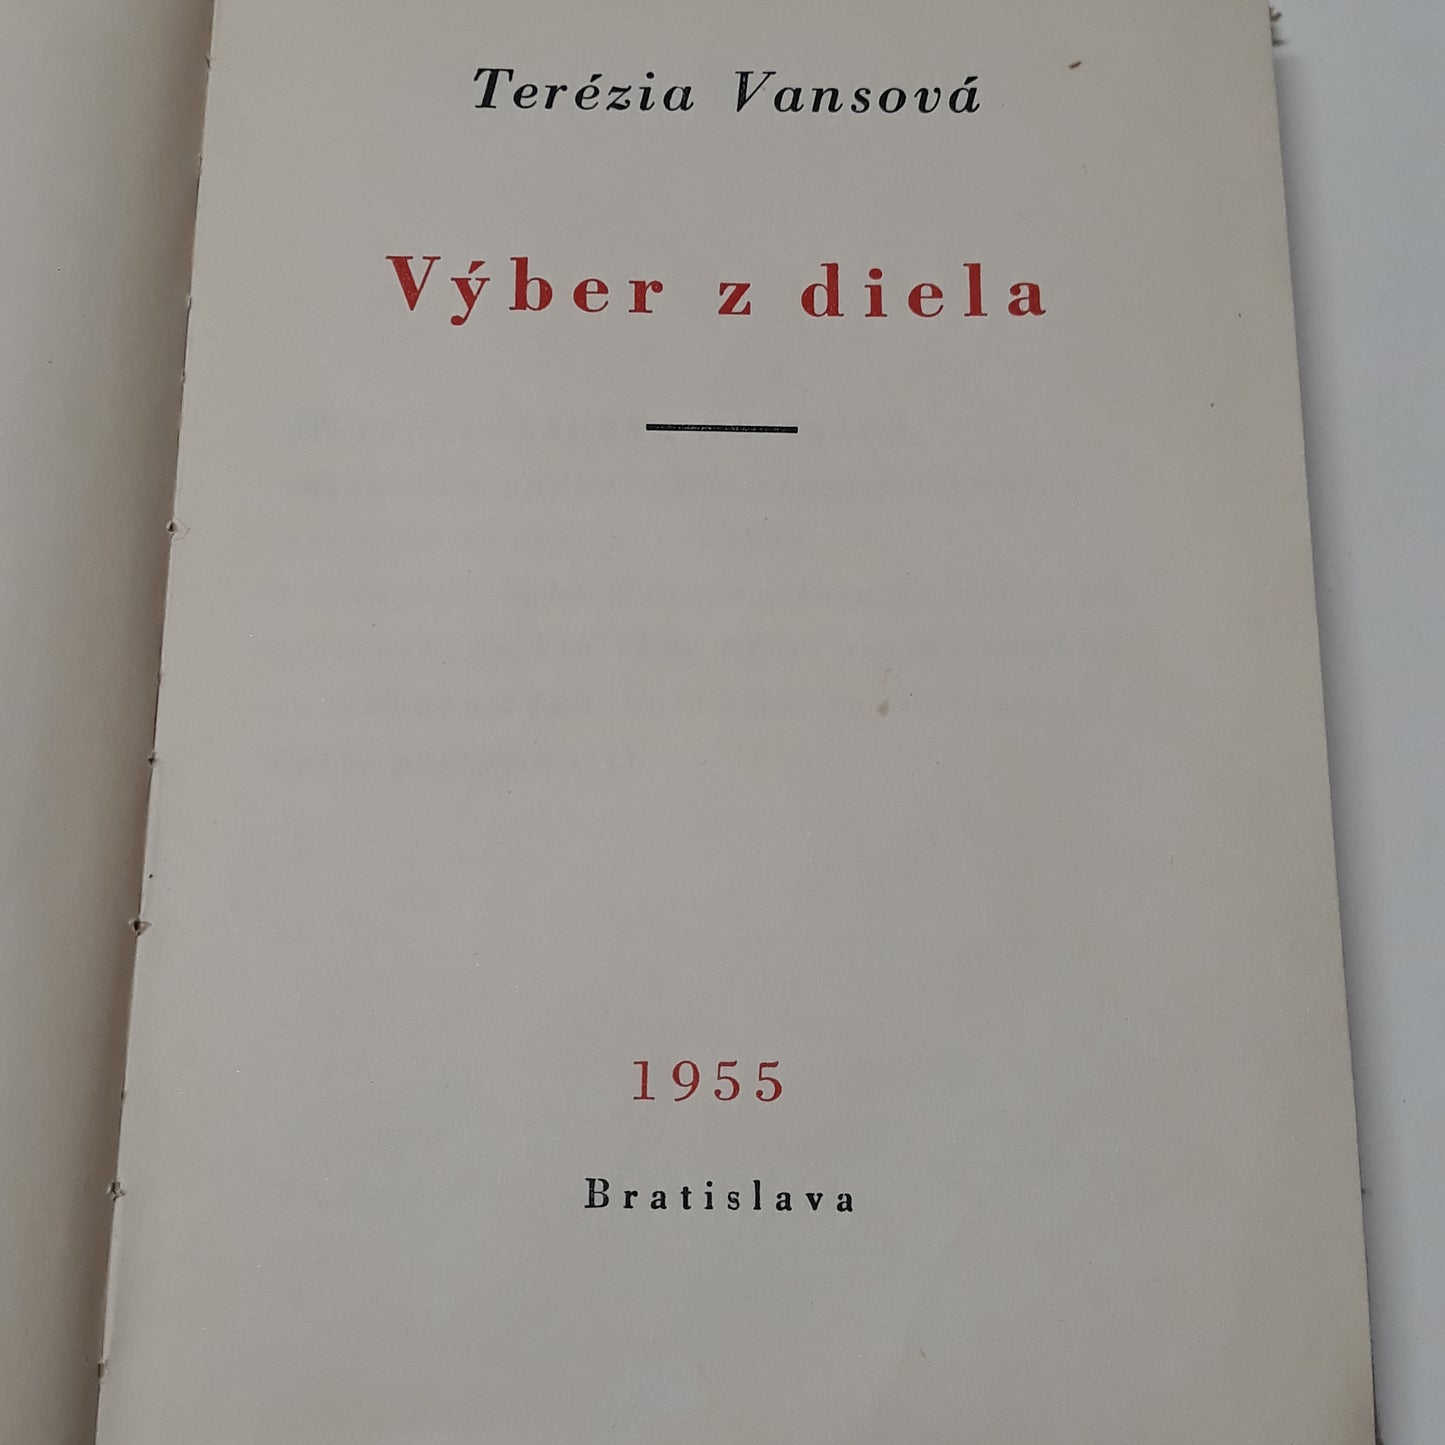 Terézia Vansová
Výber z diela
1955
Bratislava